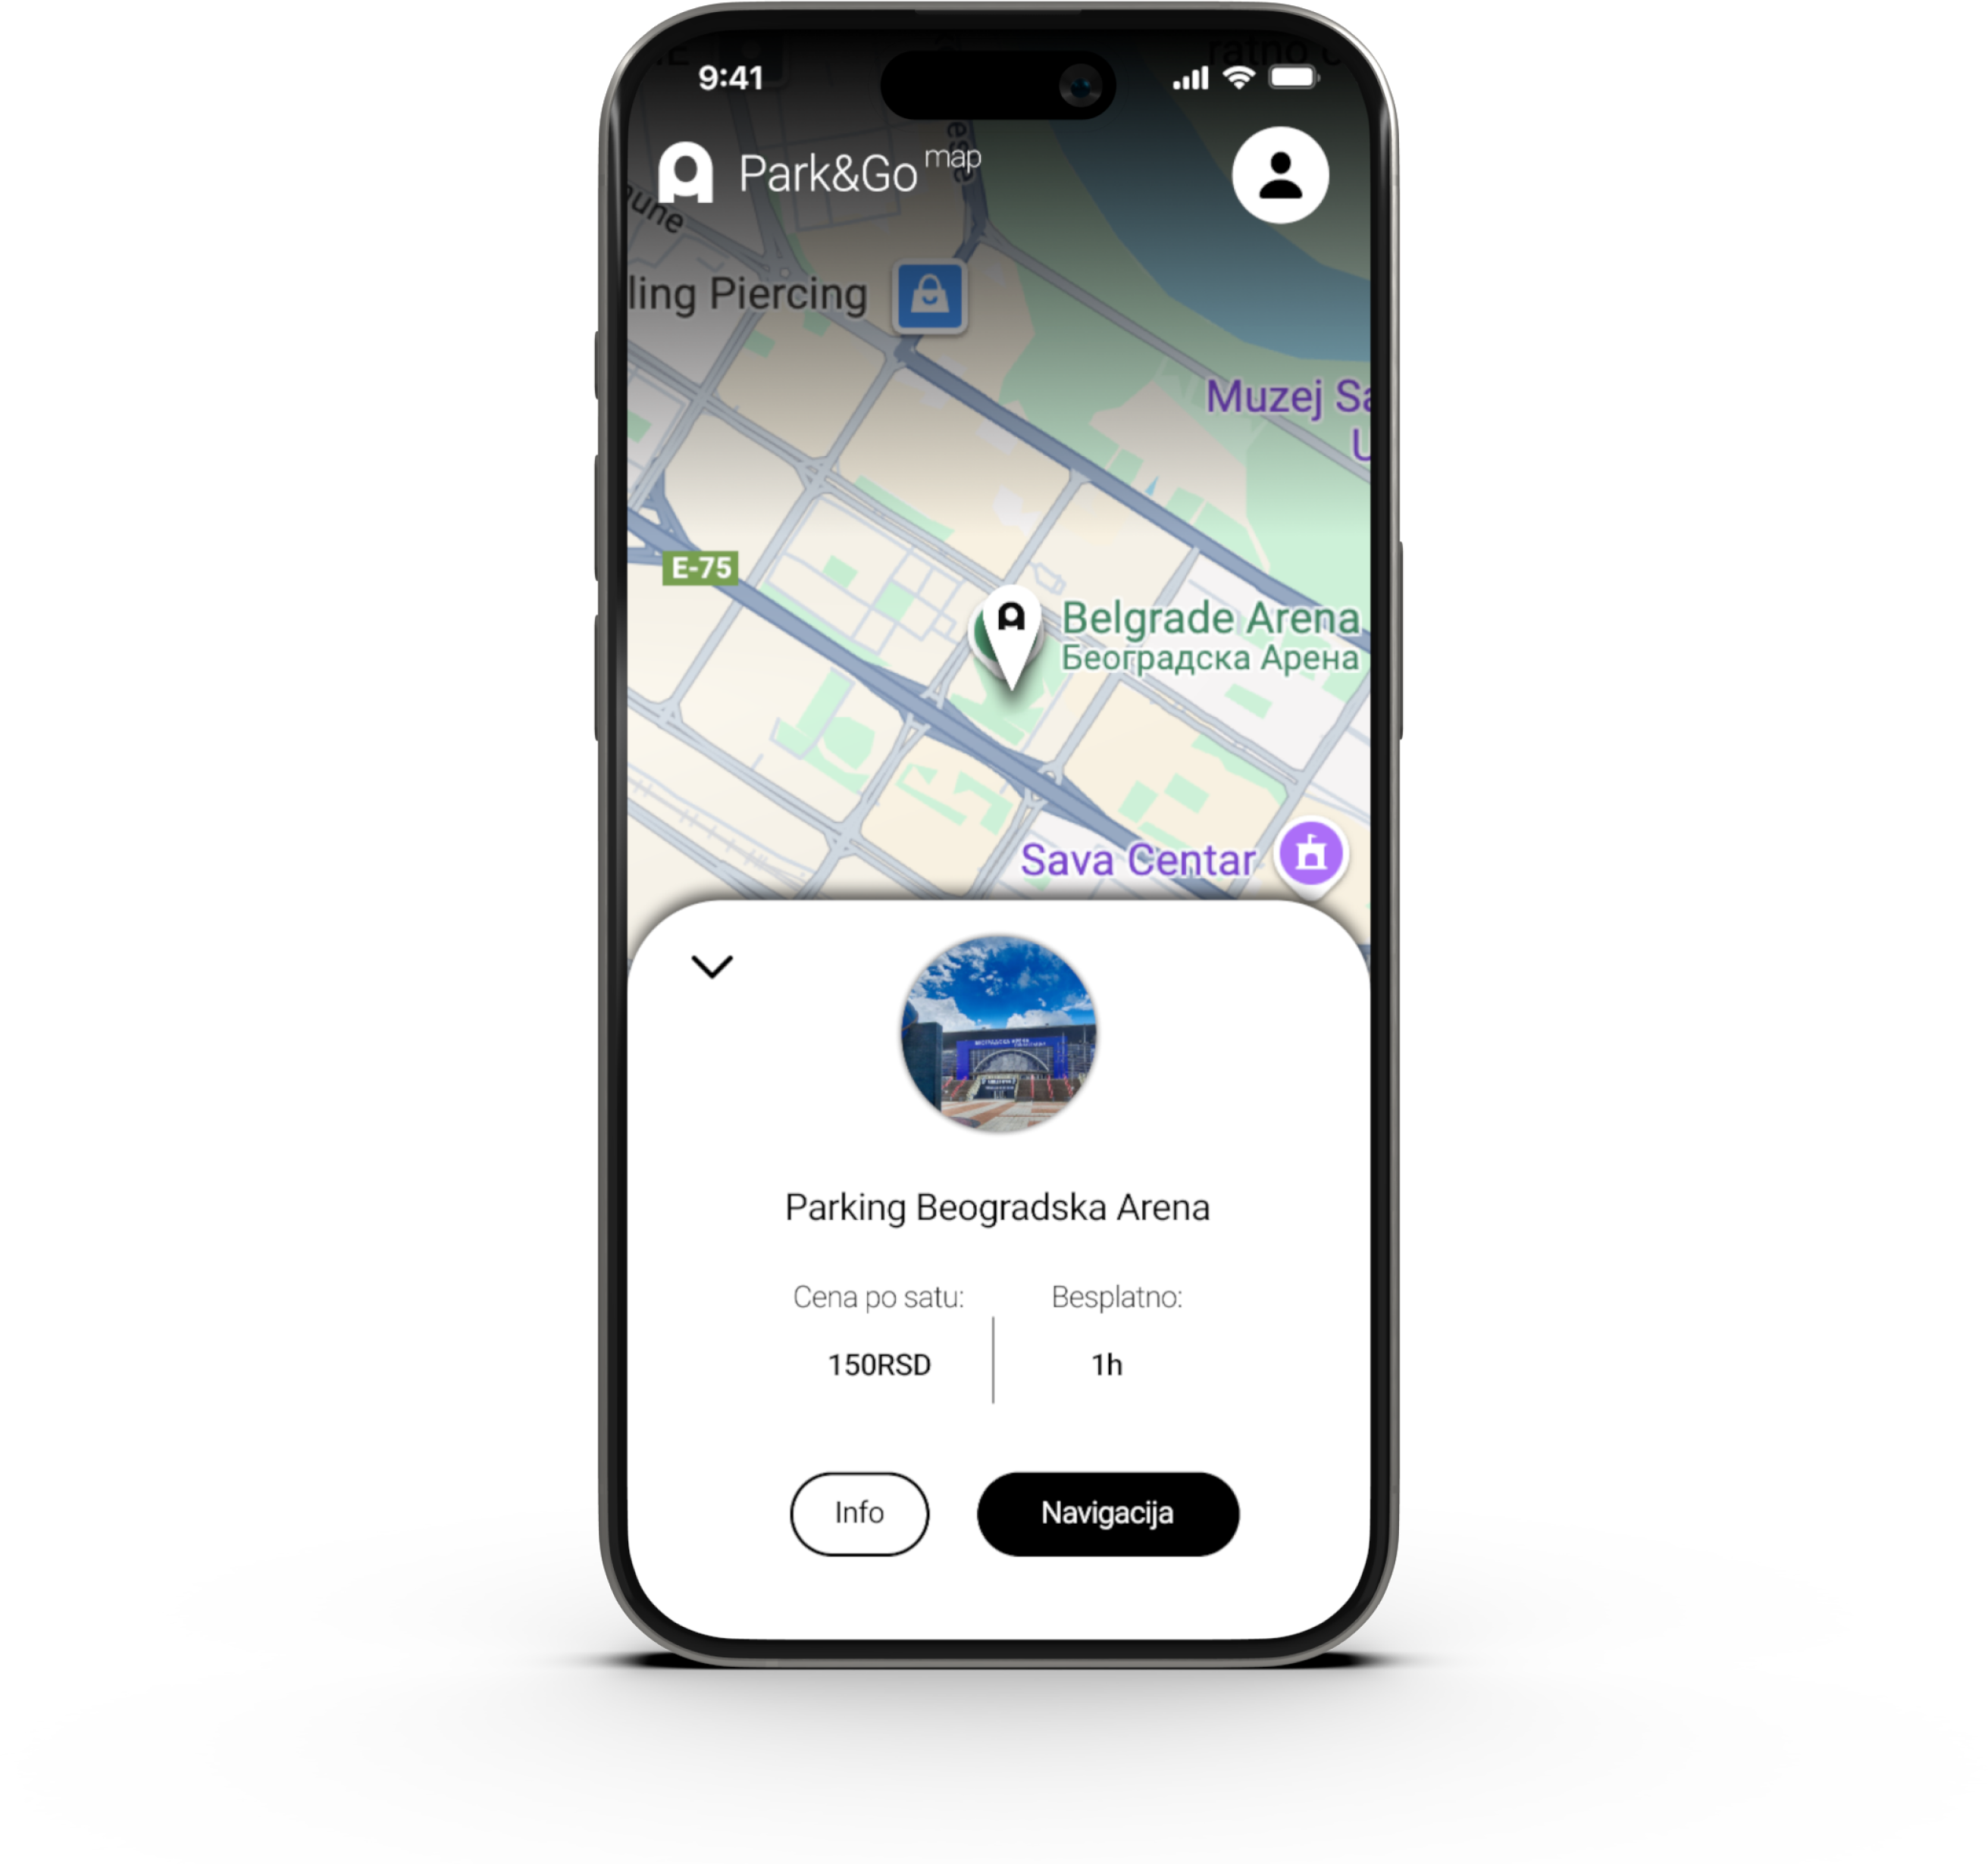 9:41
Park&Go map
ling Piercing
Muzej Sa
E-75
Belgrade Arena
Београдска Арена
Sava Centar
Parking Beogradska Arena
Cena po satu:
Besplatno:
150RSD
1h
Info
Navigacija